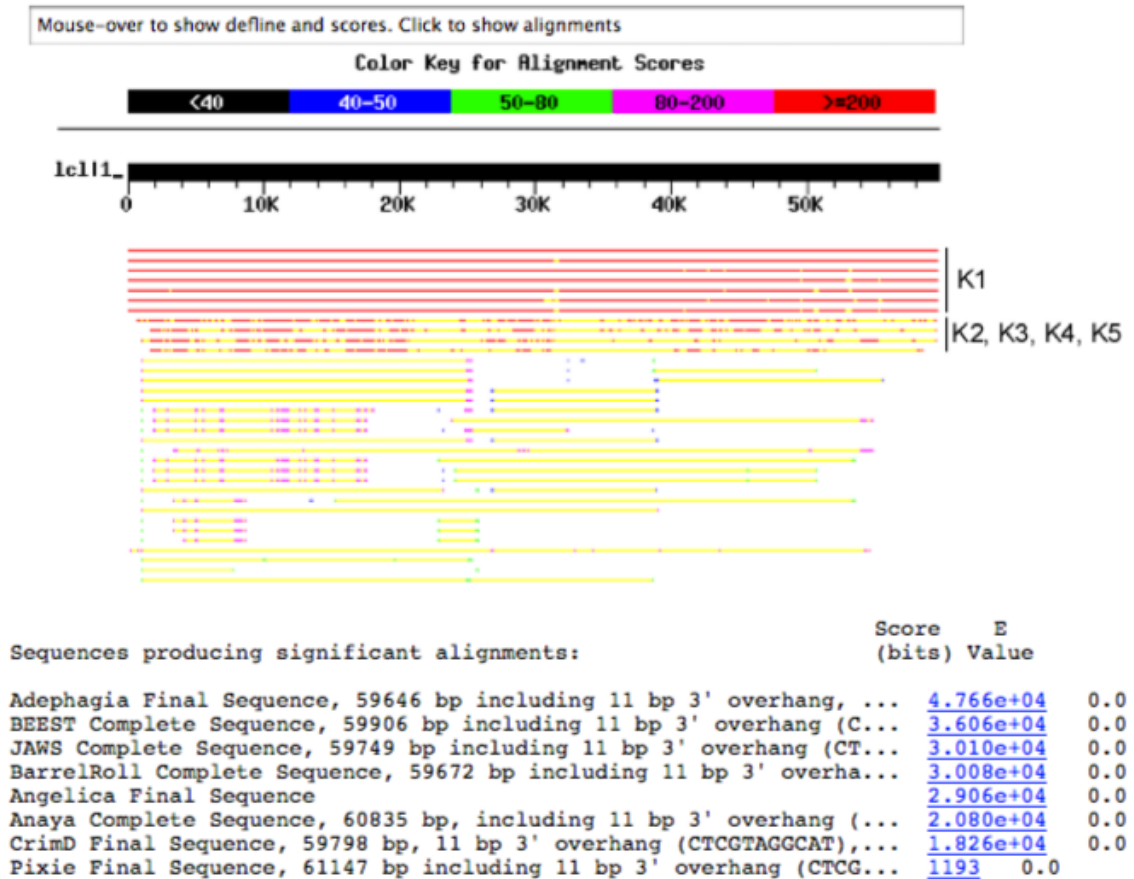 Mouse-over to show defline and scores. Click to show alignments
Color Key for Alignment Scores
<40 40-50 50-80 80-200 >=200
lcl|1_
0 10K 20K 30K 40K 50K
K1
K2, K3, K4, K5
Score E
Sequences producing significant alignments: (bits) Value
Adephagia Final Sequence, 59646 bp including 11 bp 3' overhang, ... 4.766e+04 0.0
BEEST Complete Sequence, 59906 bp including 11 bp 3' overhang (C... 3.606e+04 0.0
JAWS Complete Sequence, 59749 bp including 11 bp 3' overhang (CT... 3.010e+04 0.0
BarrelRoll Complete Sequence, 59672 bp including 11 bp 3' overha... 3.008e+04 0.0
Angelica Final Sequence 2.906e+04 0.0
Anaya Complete Sequence, 60835 bp, including 11 bp 3' overhang (... 2.080e+04 0.0
CrimD Final Sequence, 59798 bp, 11 bp 3' overhang (CTCGTAGGCAT),... 1.826e+04 0.0
Pixie Final Sequence, 61147 bp including 11 bp 3' overhang (CTCG... 1193 0.0